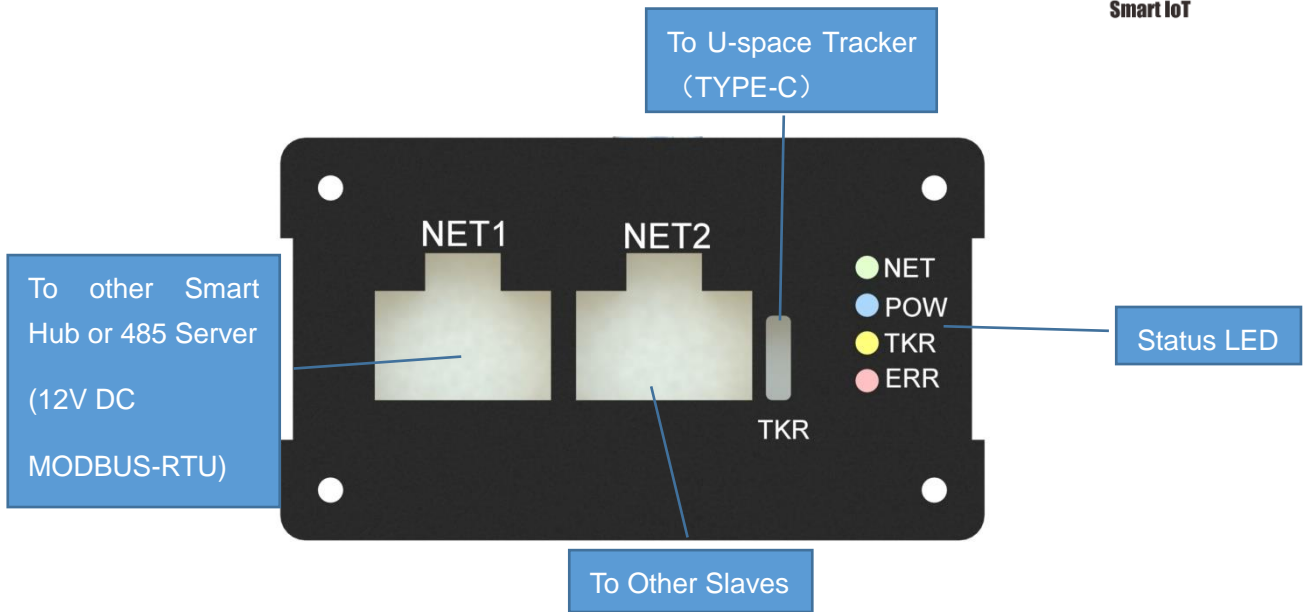 Smart IoT
To U-space Tracker
（TYPE-C）
NET1
NET2
To other Smart
Hub or 485 Server
(12V DC
MODBUS-RTU)
NET
POW
TKR
ERR
Status LED
TKR
To Other Slaves